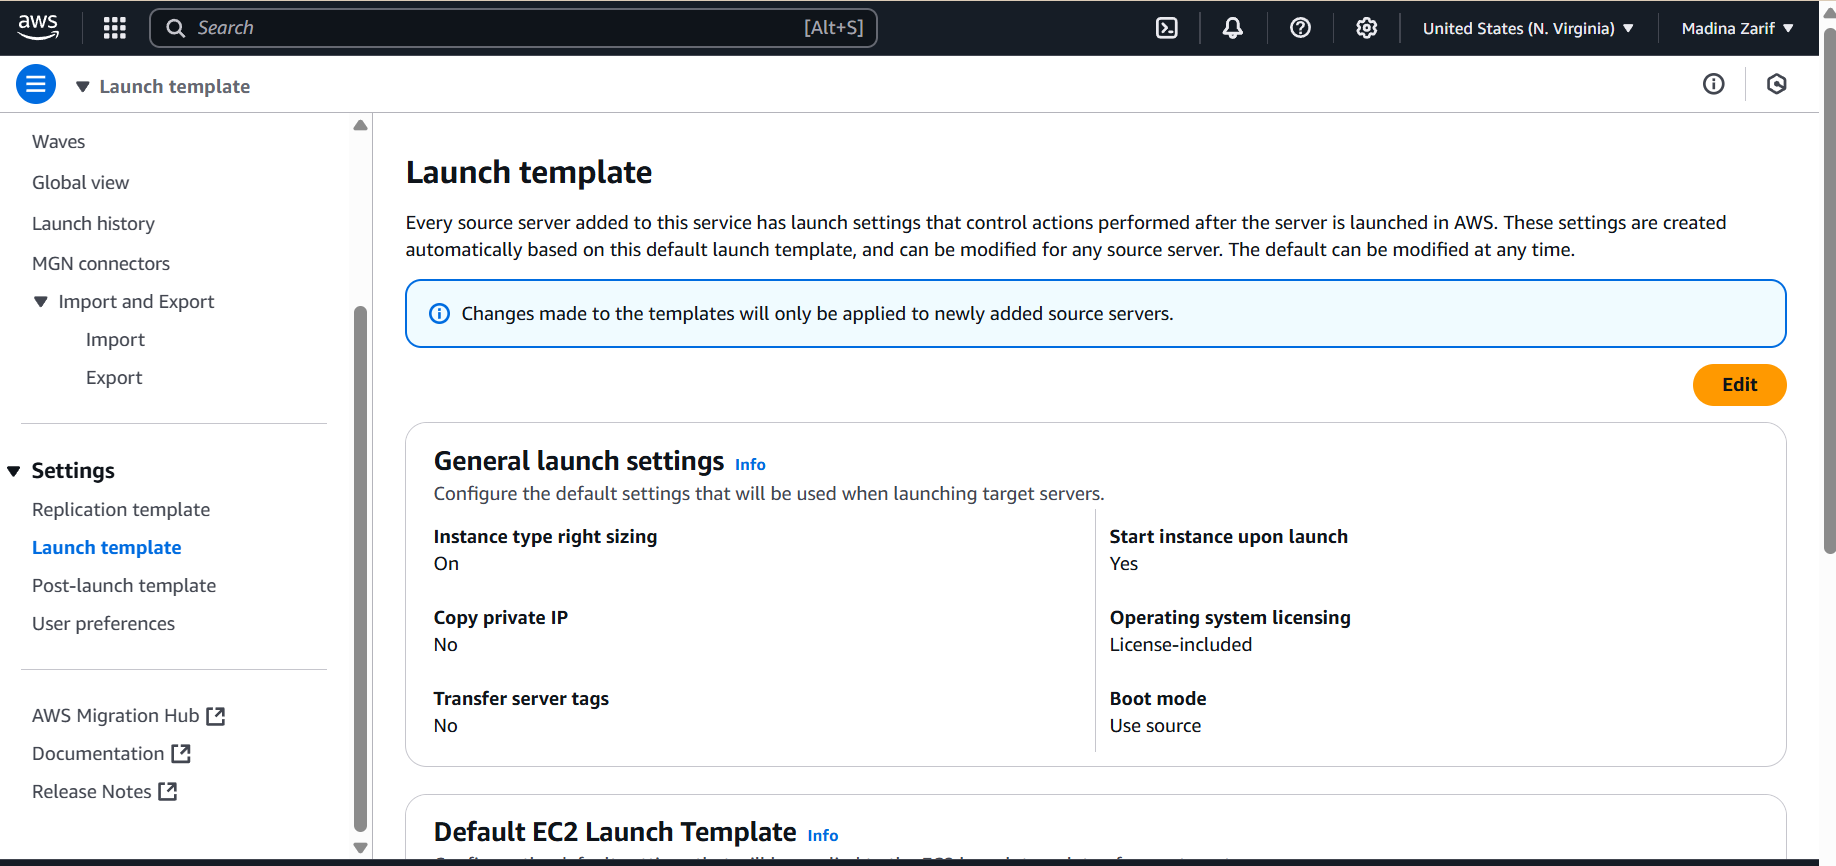 aws
Search [Alt+S]
United States (N. Virginia)
Madina Zarif
Launch template
Waves
Global view
Launch history
MGN connectors
Import and Export
Import
Export
Settings
Replication template
Launch template
Post-launch template
User preferences
AWS Migration Hub
Documentation
Release Notes
Launch template
Every source server added to this service has launch settings that control actions performed after the server is launched in AWS. These settings are created
automatically based on this default launch template, and can be modified for any source server. The default can be modified at any time.
Changes made to the templates will only be applied to newly added source servers.
Edit
General launch settings Info
Configure the default settings that will be used when launching target servers.
Instance type right sizing
On
Copy private IP
No
Transfer server tags
No
Start instance upon launch
Yes
Operating system licensing
License-included
Boot mode
Use source
Default EC2 Launch Template Info